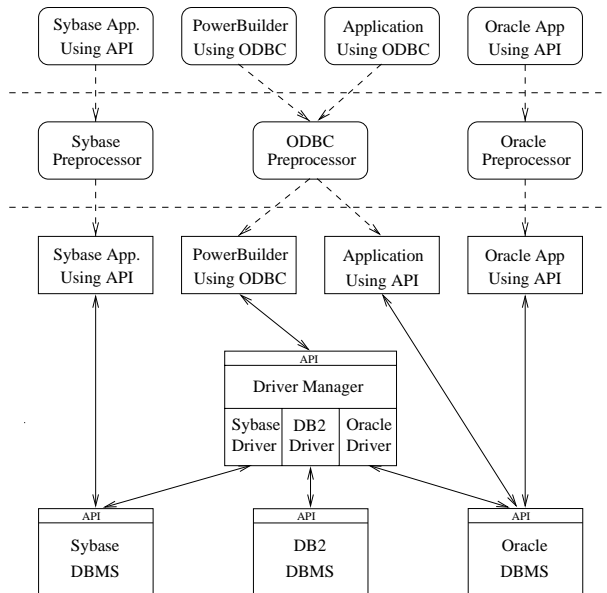 Sybase App.
Using API
PowerBuilder
Using ODBC
Application
Using ODBC
Oracle App
Using API
Sybase
Preprocessor
ODBC
Preprocessor
Oracle
Preprocessor
Sybase App.
Using API
PowerBuilder
Using ODBC
Application
Using API
Oracle App
Using API
API
Driver Manager
Sybase
Driver
DB2
Driver
Oracle
Driver
API
Sybase
DBMS
API
DB2
DBMS
API
Oracle
DBMS